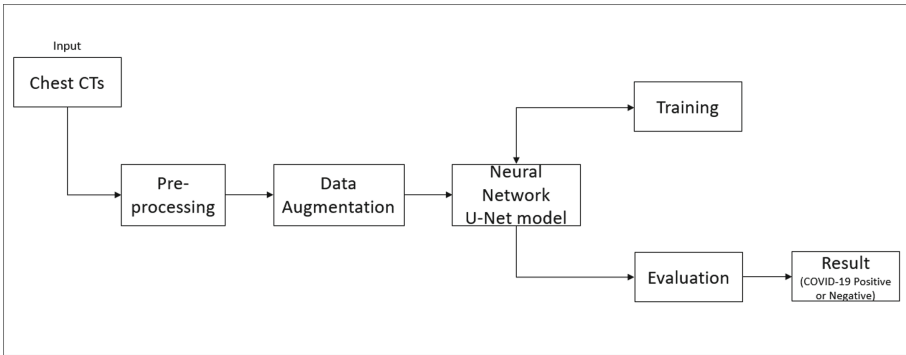 Input
Chest CTs
Training
Pre-
processing
Data
Augmentation
Neural
Network
U-Net model
Evaluation
Result
(COVID-19 Positive
or Negative)